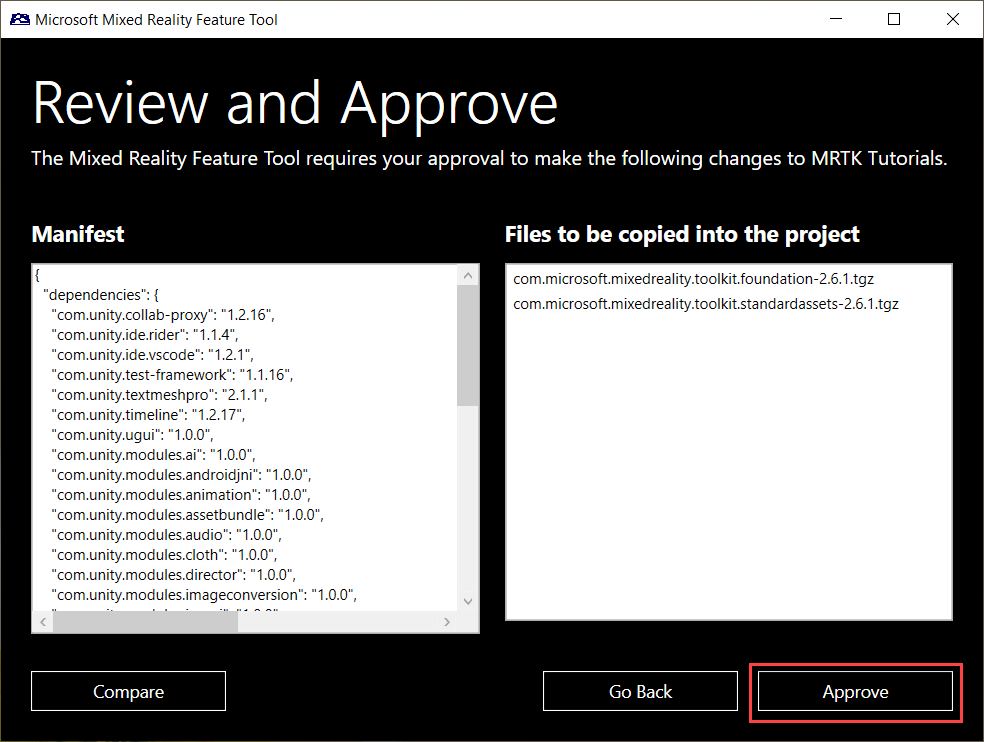 Microsoft Mixed Reality Feature Tool
Review and Approve
The Mixed Reality Feature Tool requires your approval to make the following changes to MRTK Tutorials.
Manifest
{
"dependencies": {
"com.unity.collab-proxy": "1.2.16",
"com.unity.ide.rider": "1.1.4",
"com.unity.ide.vscode": "1.2.1",
"com.unity.test-framework": "1.1.16",
"com.unity.textmeshpro": "2.1.1",
"com.unity.timeline": "1.2.17",
"com.unity.ugui": "1.0.0",
"com.unity.modules.ai": "1.0.0",
"com.unity.modules.androidjni": "1.0.0",
"com.unity.modules.animation": "1.0.0",
"com.unity.modules.assetbundle": "1.0.0",
"com.unity.modules.audio": "1.0.0",
"com.unity.modules.cloth": "1.0.0",
"com.unity.modules.director": "1.0.0",
"com.unity.modules.imageconversion": "1.0.0",
Files to be copied into the project
com.microsoft.mixedreality.toolkit.foundation-2.6.1.tgz
com.microsoft.mixedreality.toolkit.standardassets-2.6.1.tgz
Compare
Go Back
Approve